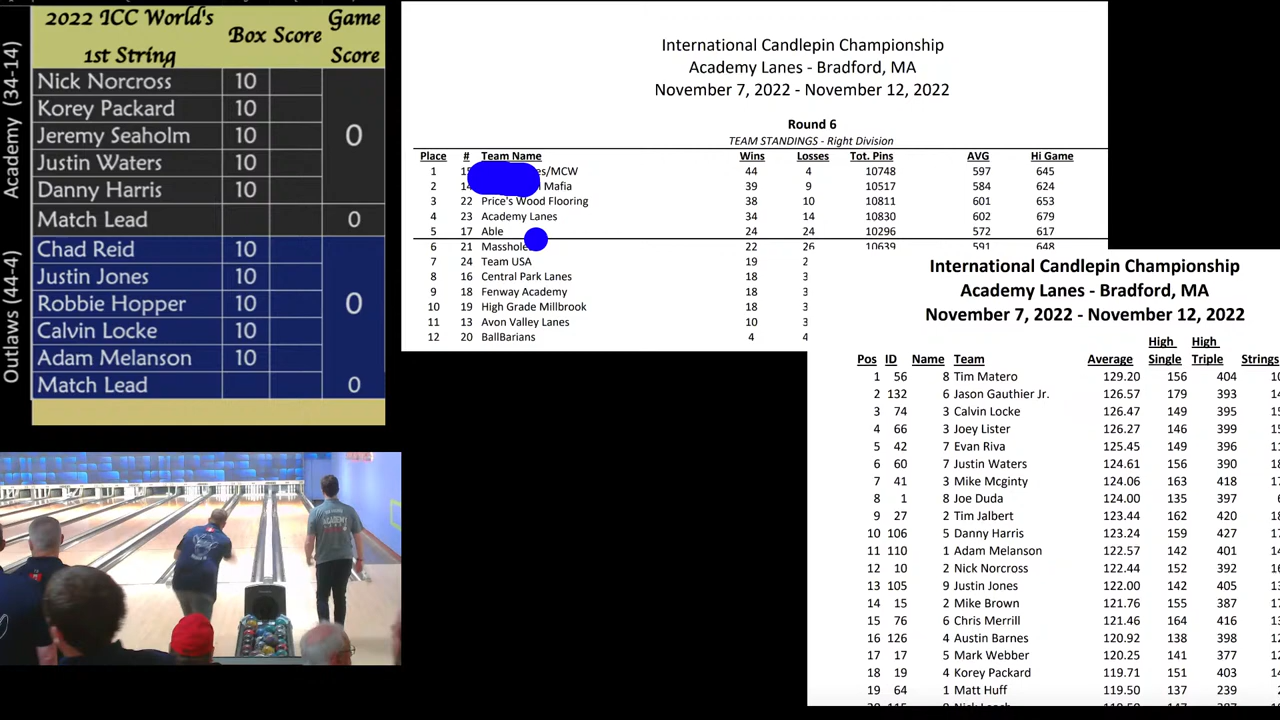 2022 ICC World's Box Score Game
1st String Score
Academy (34-14)
Nick Norcross 10
Korey Packard 10
Jeremy Seaholm 10 0
Justin Waters 10
Danny Harris 10
Match Lead 0
Outlaws (44-4)
Chad Reid 10
Justin Jones 10
Robbie Hopper 10 0
Calvin Locke 10
Adam Melanson 10
Match Lead 0
International Candlepin Championship
Academy Lanes - Bradford, MA
November 7, 2022 - November 12, 2022
Round 6
TEAM STANDINGS - Right Division
Place # Team Name Wins Losses Tot. Pins AVG Hi Game
1 /MCW 44 4 10748 597 645
2 Mafia 39 9 10517 584 624
3 22 Price's Wood Flooring 38 10 10811 601 653
4 23 Academy Lanes 34 14 10830 602 679
5 17 Able 24 24 10296 572 617
6 21 22 26 10639 591 648
7 24 Team USA 19
8 16 Central Park Lanes 18
9 18 Fenway Academy 18
10 19 High Grade Millbrook 18
11 13 Avon Valley Lanes 10
12 20 BallBarians 4
International Candlepin Championship
Academy Lanes - Bradford, MA
November 7, 2022 - November 12, 2022
High High
Pos ID Name Team Average Single Triple Strings
1 56 8 Tim Matero 129.20 156 404
2 132 6 Jason Gauthier Jr. 126.57 179 393
3 74 3 Calvin Locke 126.47 149 395
4 66 3 Joey Lister 126.27 146 399
5 42 7 Evan Riva 125.45 149 396
6 60 7 Justin Waters 124.61 156 390
7 41 3 Mike Mcginty 124.06 163 418
8 1 8 Joe Duda 124.00 135 397
9 27 2 Tim Jalbert 123.44 162 420
10 106 5 Danny Harris 123.24 159 427
11 110 1 Adam Melanson 122.57 142 401
12 10 2 Nick Norcross 122.44 152 392
13 105 9 Justin Jones 122.00 142 405
14 15 2 Mike Brown 121.76 155 387
15 76 6 Chris Merrill 121.46 164 416
16 126 4 Austin Barnes 120.92 138 398
17 17 5 Mark Webber 120.25 141 377
18 19 4 Korey Packard 119.71 151 403
19 64 1 Matt Huff 119.50 137 239